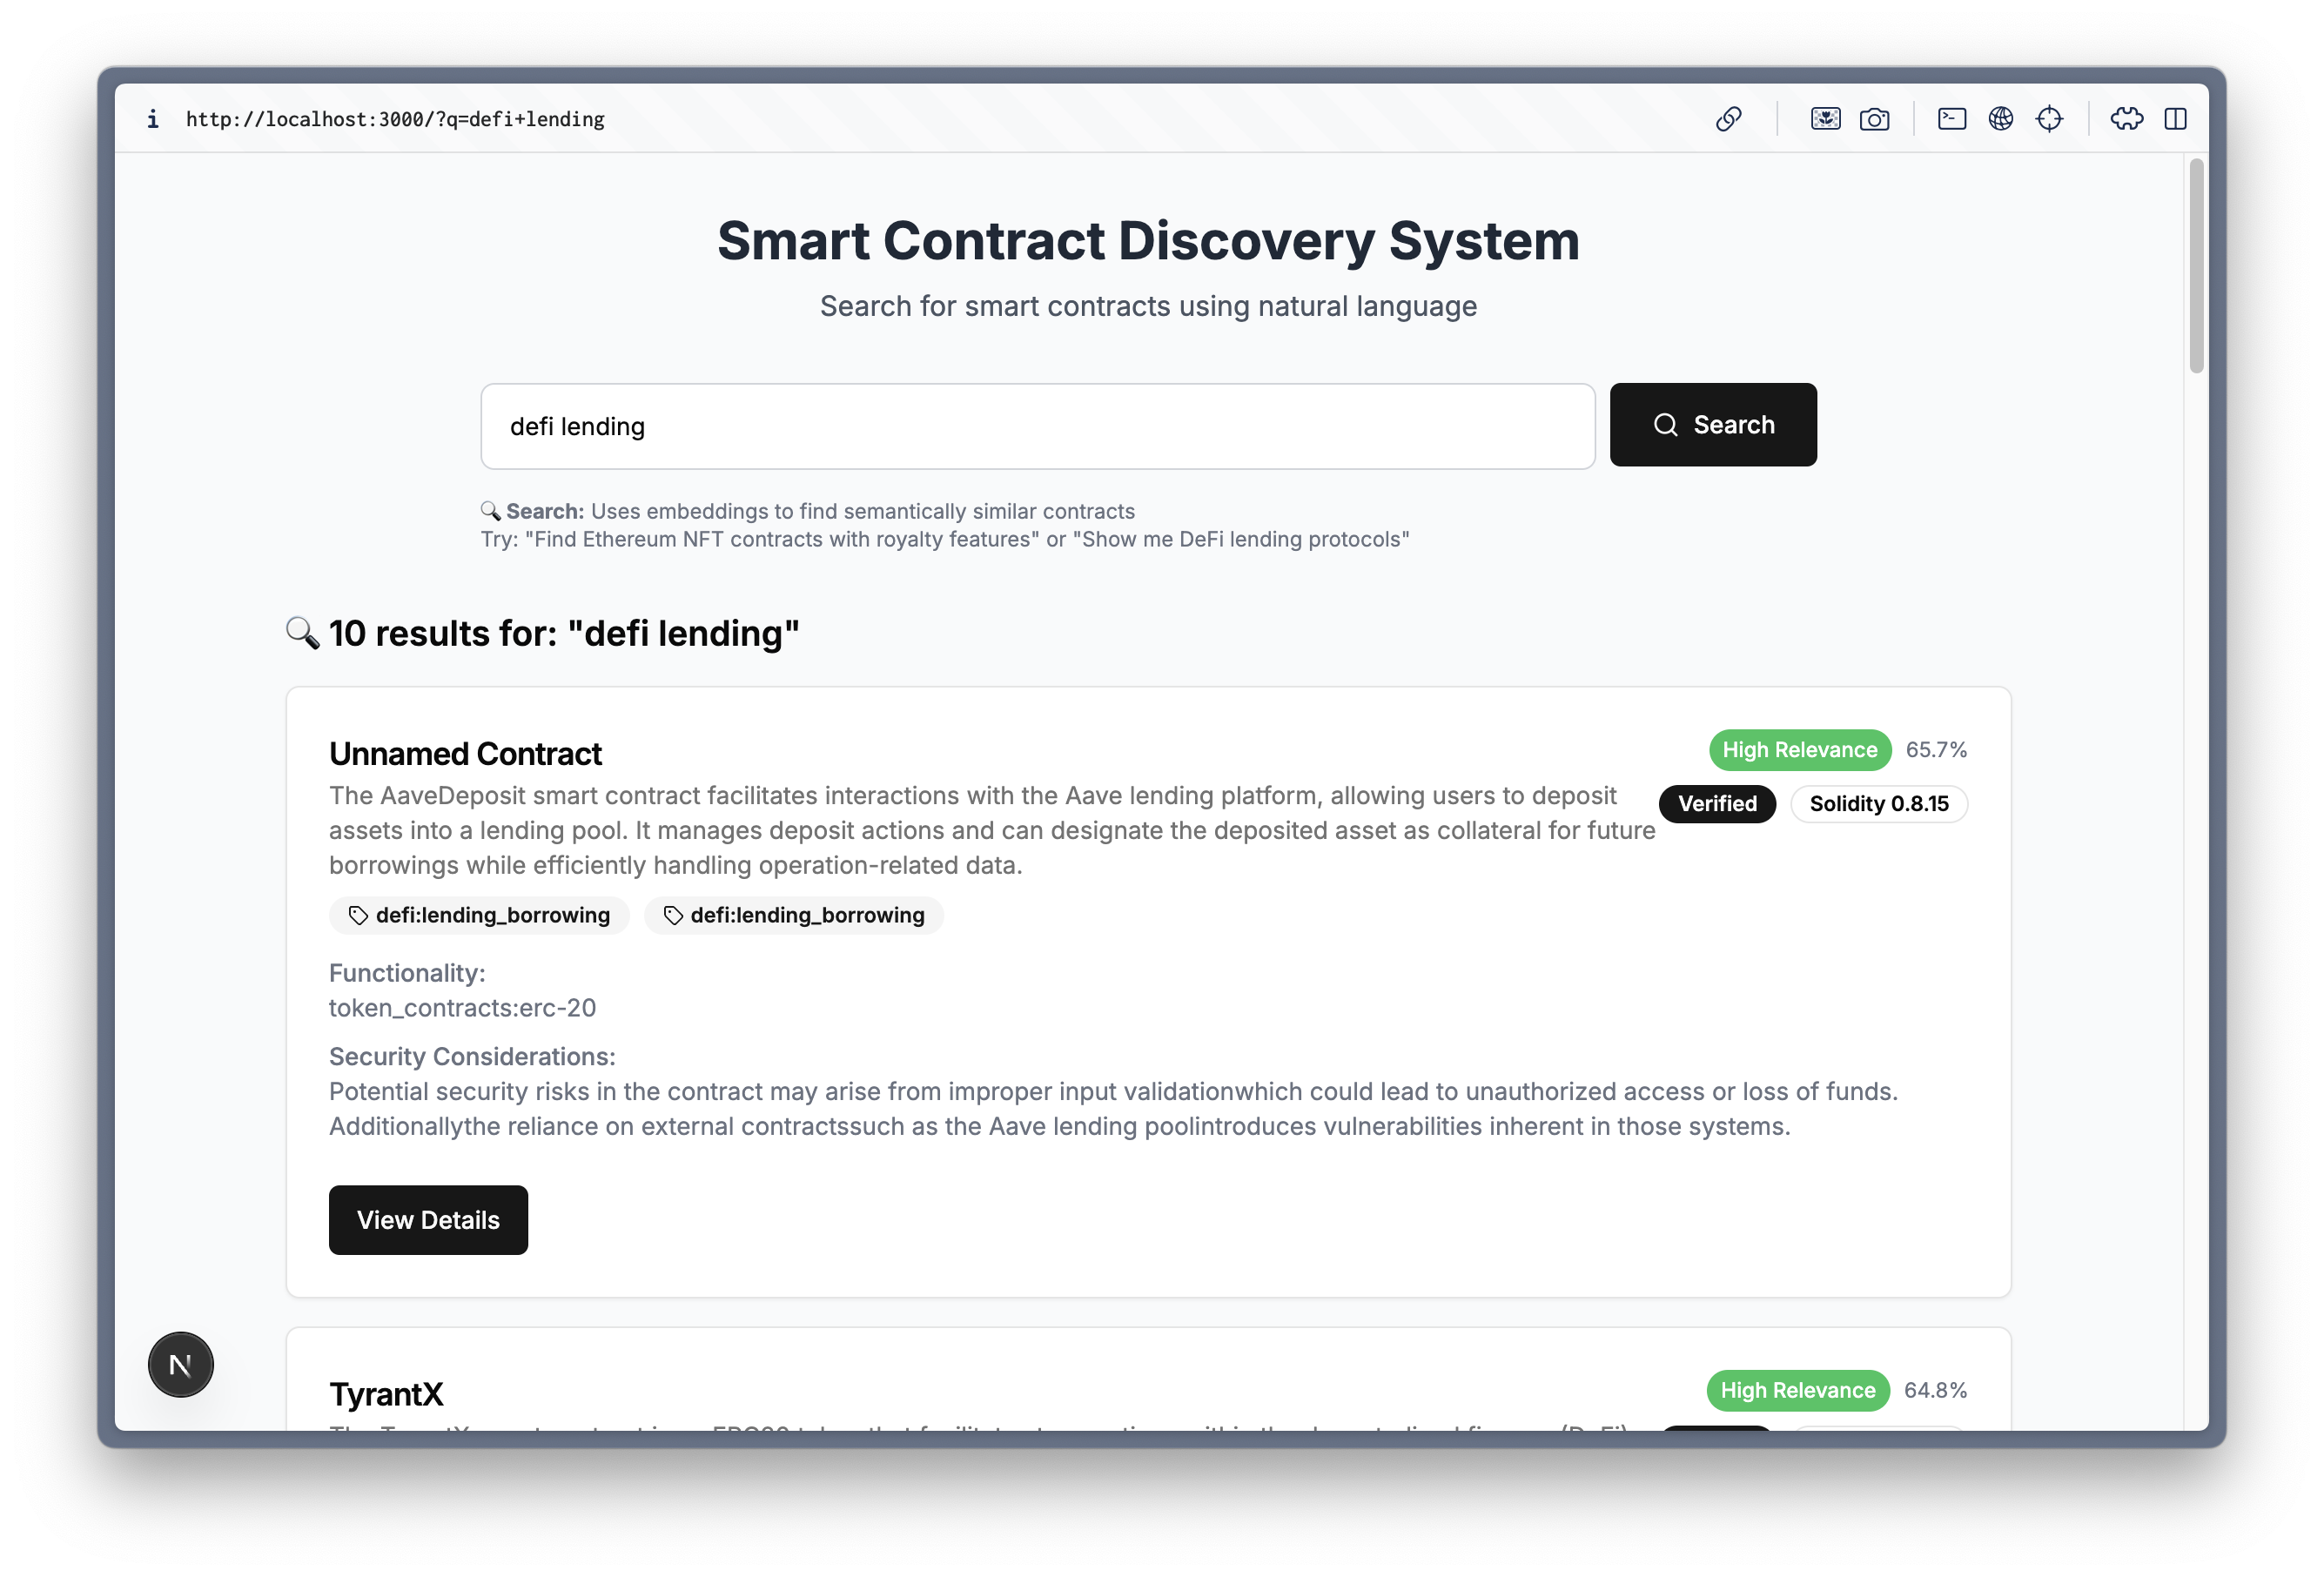 i http://localhost:3000/?q=defi+lending
Smart Contract Discovery System
Search for smart contracts using natural language
defi lending
Search
🔍 Search: Uses embeddings to find semantically similar contracts
Try: "Find Ethereum NFT contracts with royalty features" or "Show me DeFi lending protocols"
🔍 10 results for: "defi lending"
Unnamed Contract
High Relevance 65.7%
The AaveDeposit smart contract facilitates interactions with the Aave lending platform, allowing users to deposit
Verified Solidity 0.8.15
assets into a lending pool. It manages deposit actions and can designate the deposited asset as collateral for future
borrowings while efficiently handling operation-related data.
defi:lending_borrowing defi:lending_borrowing
Functionality:
token_contracts:erc-20
Security Considerations:
Potential security risks in the contract may arise from improper input validationwhich could lead to unauthorized access or loss of funds.
Additionallythe reliance on external contractssuch as the Aave lending poolintroduces vulnerabilities inherent in those systems.
View Details
N
TyrantX
High Relevance 64.8%